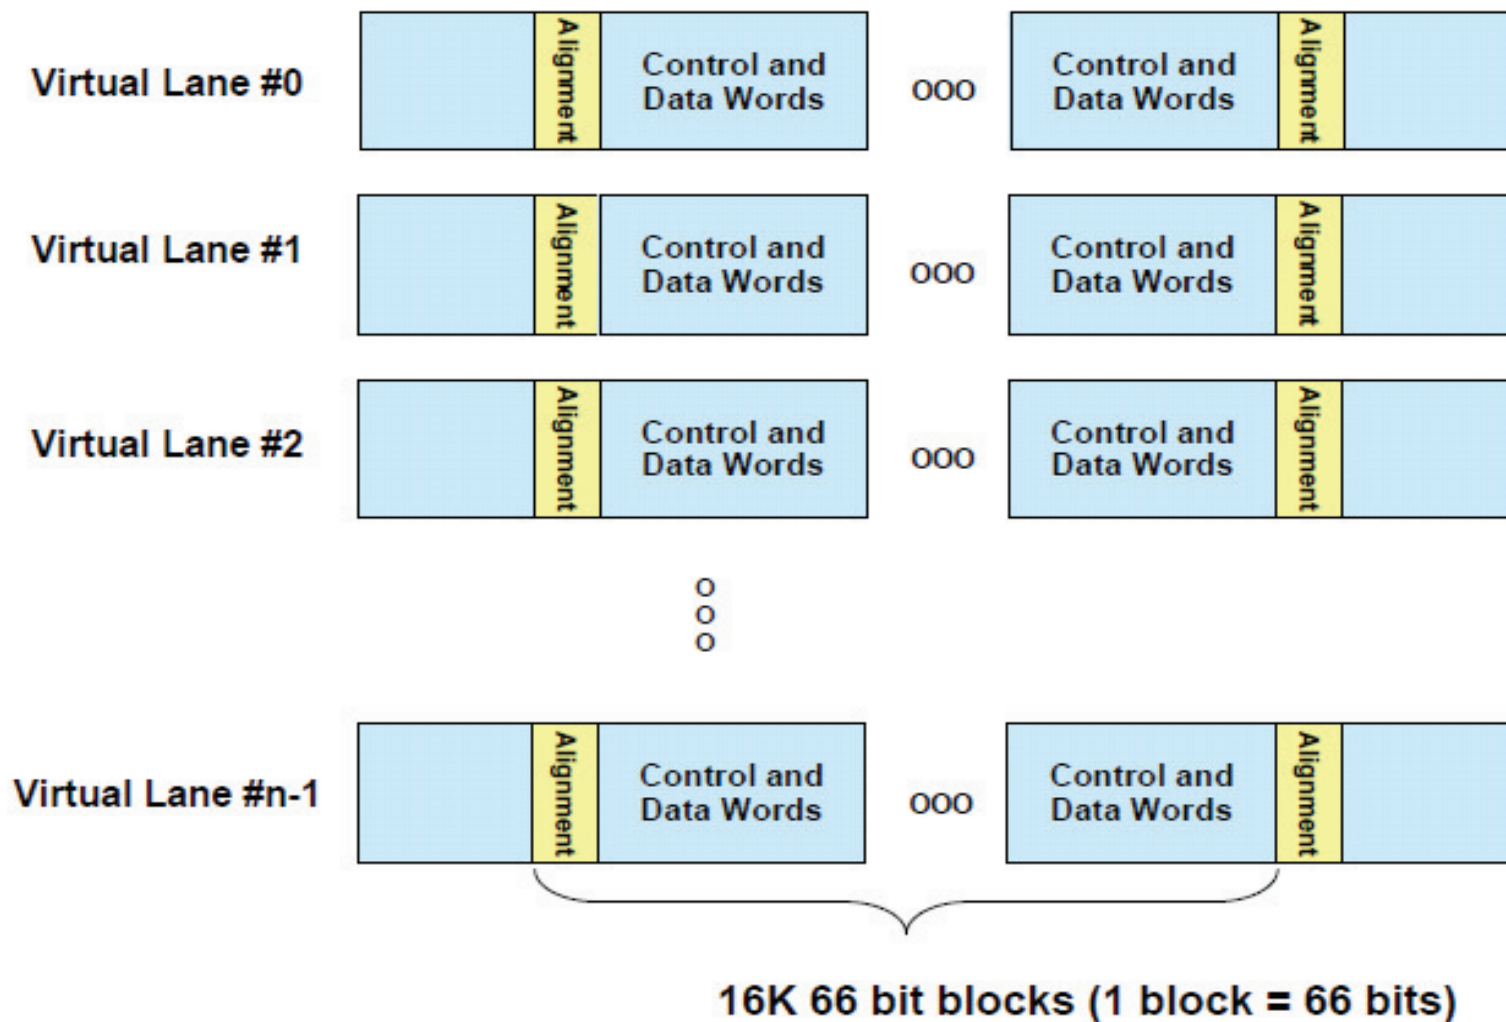 Virtual Lane #0
Alignment
Control and
Data Words
ooo
Control and
Data Words
Alignment
Virtual Lane #1
Alignment
Control and
Data Words
ooo
Control and
Data Words
Alignment
Virtual Lane #2
Alignment
Control and
Data Words
ooo
Control and
Data Words
Alignment
o
o
o
Virtual Lane #n-1
Alignment
Control and
Data Words
ooo
Control and
Data Words
Alignment
16K 66 bit blocks (1 block = 66 bits)